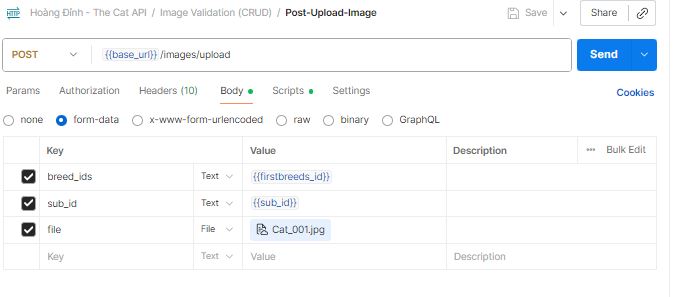 HTTP Hoàng Đỉnh - The Cat API / Image Validation (CRUD) / Post-Upload-Image Save Share
POST {{base_url}} /images/upload Send
Params Authorization Headers (10) Body Scripts Settings Cookies
none form-data x-www-form-urlencoded raw binary GraphQL
Key Value Description ••• Bulk Edit
breed_ids Text {{firstbreeds_id}}
sub_id Text {{sub_id}}
file File Cat_001.jpg
Key Text Value Description